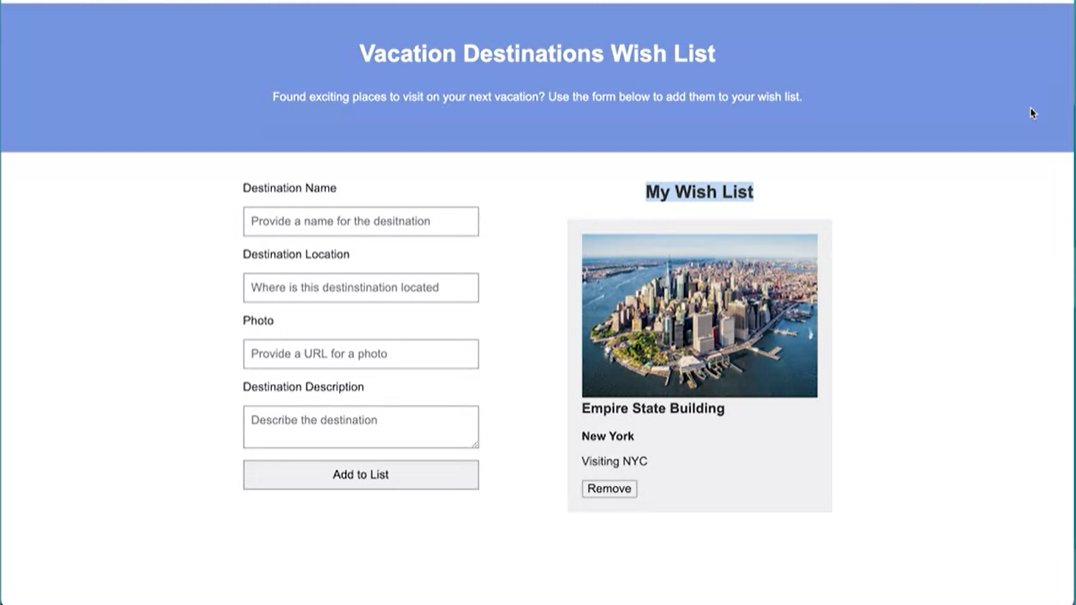 Vacation Destinations Wish List
Found exciting places to visit on your next vacation? Use the form below to add them to your wish list.
Destination Name
Provide a name for the desitnation
Destination Location
Where is this destinstination located
Photo
Provide a URL for a photo
Destination Description
Describe the destination
Add to List
My Wish List
Empire State Building
New York
Visiting NYC
Remove